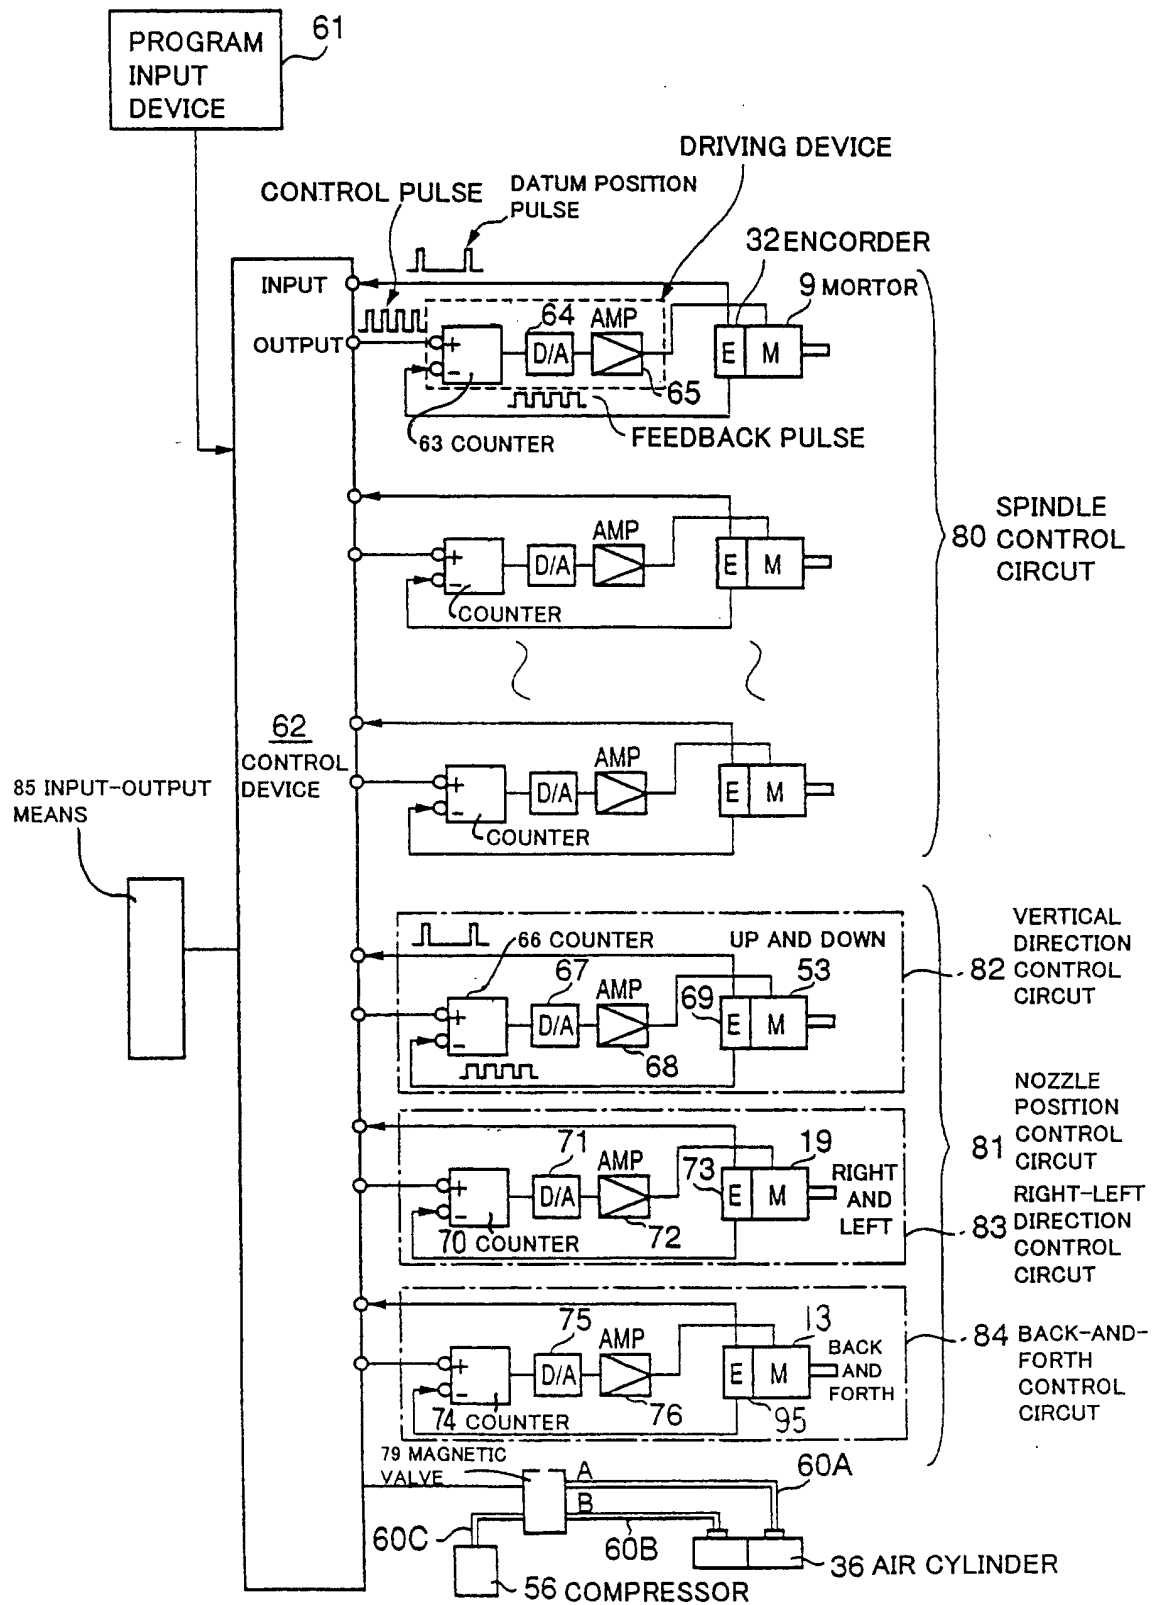 PROGRAM
INPUT
DEVICE
61
DRIVING DEVICE
CONTROL PULSE
DATUM POSITION
PULSE
32 ENCORDER
9 MORTOR
INPUT
OUTPUT
+
−
64
D/A
AMP
65
E
M
63 COUNTER
FEEDBACK PULSE
80 SPINDLE
CONTROL
CIRCUT
+
−
D/A
AMP
E
M
COUNTER
62
CONTROL
DEVICE
+
−
D/A
AMP
E
M
COUNTER
85 INPUT-OUTPUT
MEANS
66 COUNTER
UP AND DOWN
+
−
67
D/A
AMP
68
69
E
M
53
82 VERTICAL
DIRECTION
CONTROL
CIRCUT
81 NOZZLE
POSITION
CONTROL
CIRCUT
+
−
71
D/A
AMP
72
73
E
M
19
RIGHT
AND
LEFT
70 COUNTER
83 RIGHT-LEFT
DIRECTION
CONTROL
CIRCUT
+
−
75
D/A
AMP
76
E
M
13
BACK
AND
FORTH
95
74 COUNTER
84 BACK-AND-
FORTH
CONTROL
CIRCUT
79 MAGNETIC
VALVE
A
B
60A
60B
60C
56 COMPRESSOR
36 AIR CYLINDER